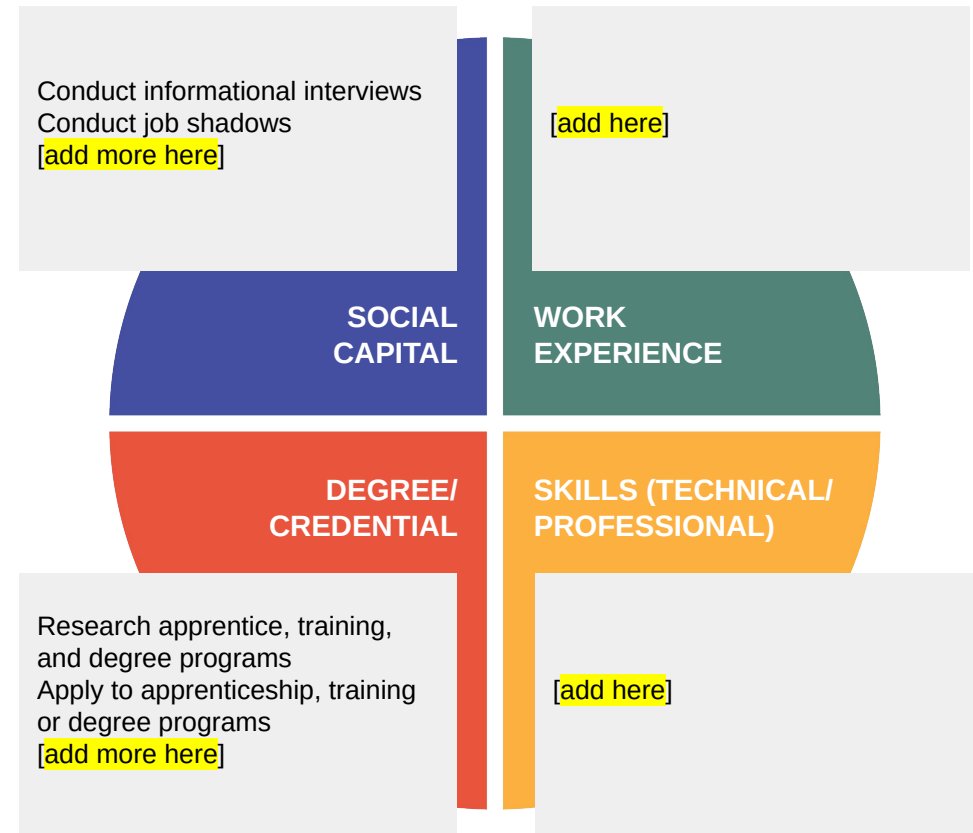 Conduct informational interviews
Conduct job shadows
[add more here]
[add here]
SOCIAL
CAPITAL
WORK
EXPERIENCE
DEGREE/
CREDENTIAL
SKILLS (TECHNICAL/
PROFESSIONAL)
Research apprentice, training,
and degree programs
Apply to apprenticeship, training
or degree programs
[add more here]
[add here]